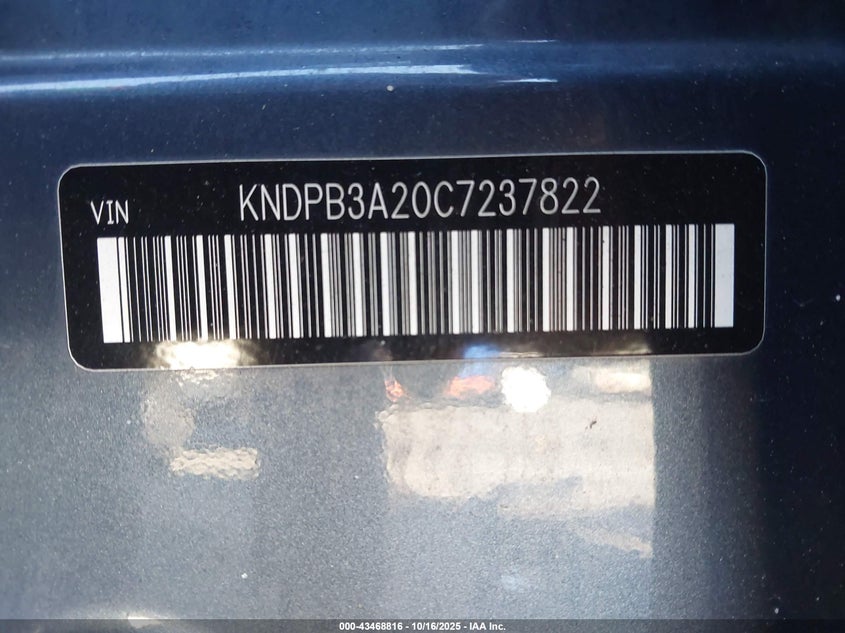 VIN KNDPB3A20C7237822
000-43468816 - 10/16/2025 - IAA Inc.